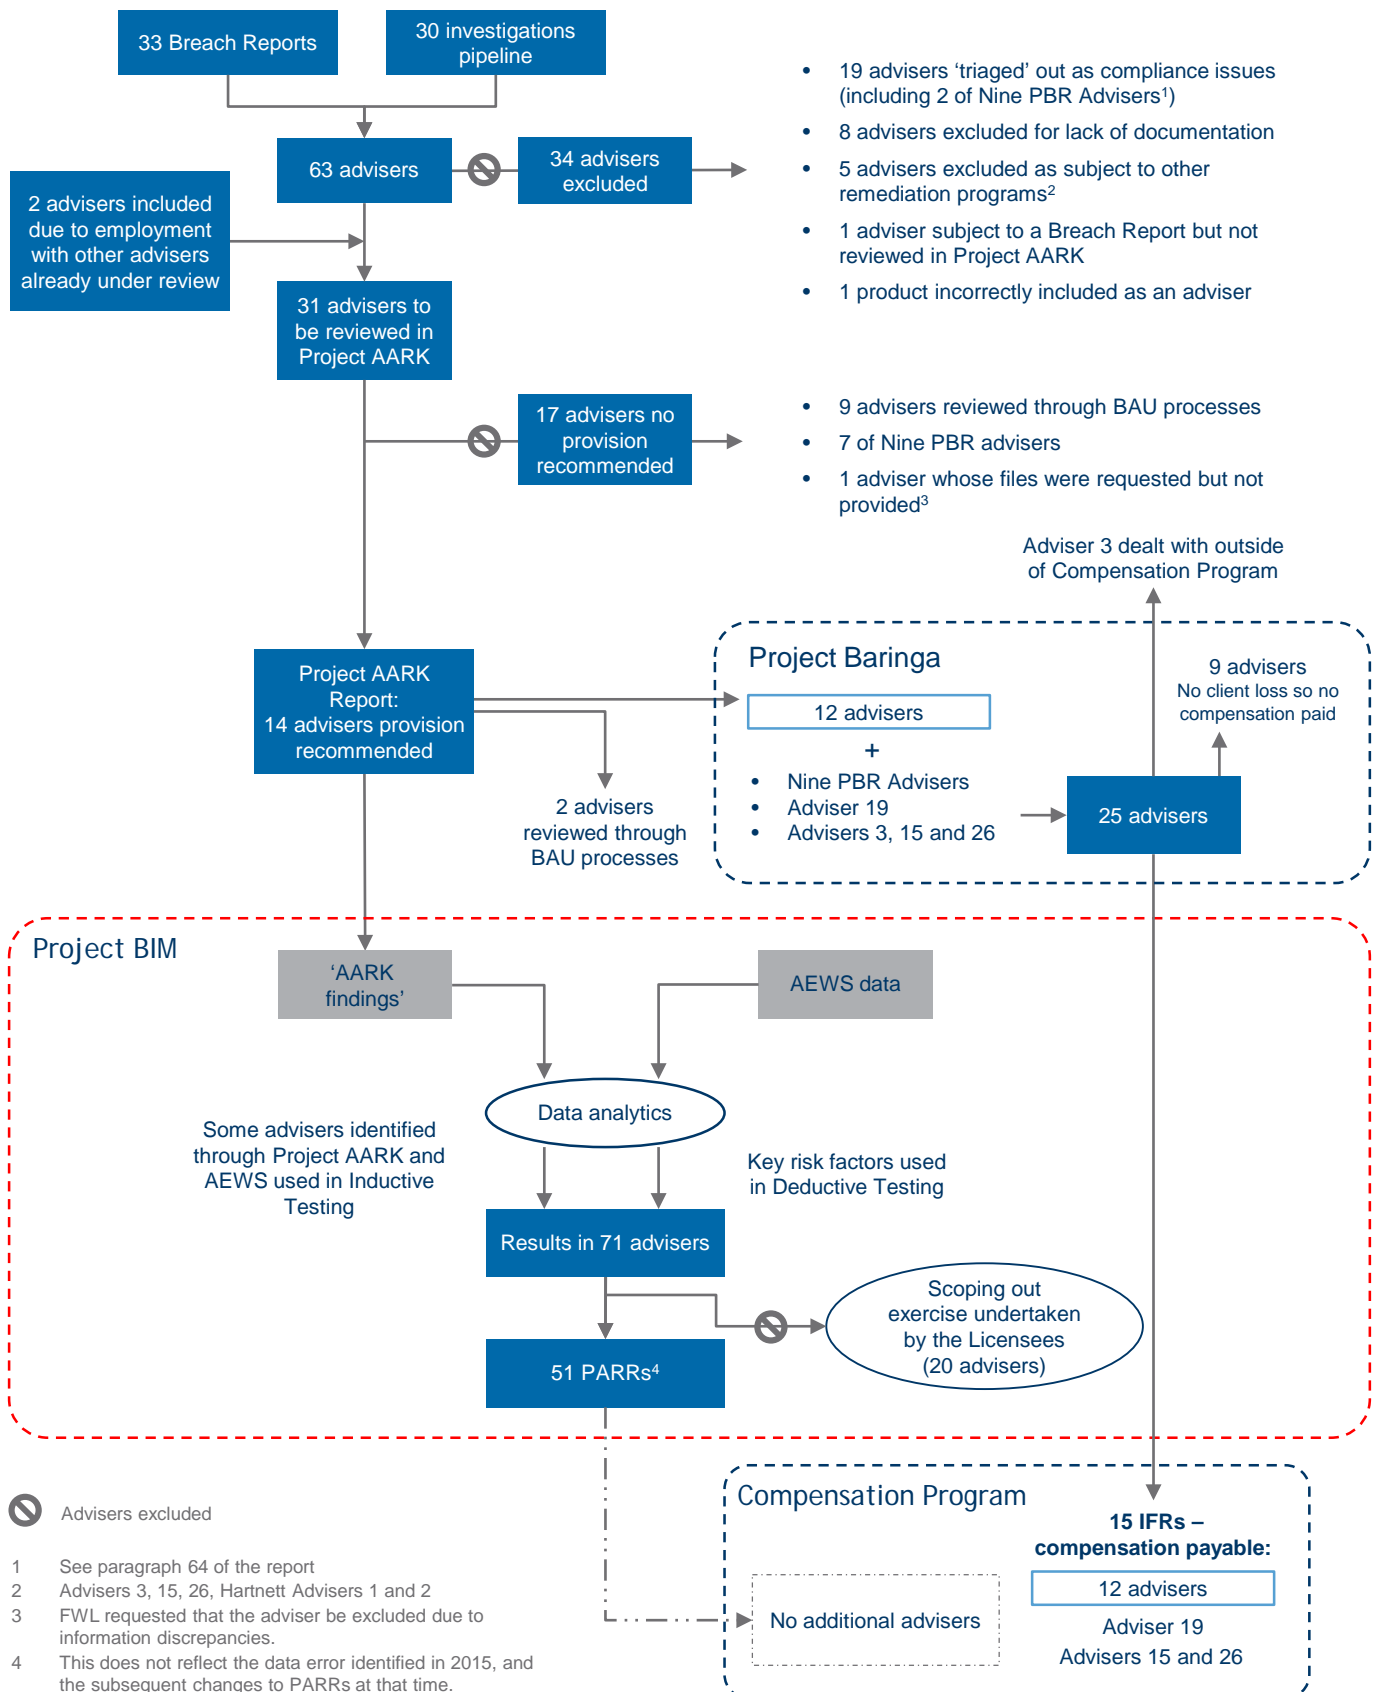 33 Breach Reports
30 investigations
pipeline
• 19 advisers ‘triaged’ out as compliance issues
(including 2 of Nine PBR Advisers¹)
• 8 advisers excluded for lack of documentation
• 5 advisers excluded as subject to other
remediation programs²
• 1 adviser subject to a Breach Report but not
reviewed in Project AARK
• 1 product incorrectly included as an adviser
63 advisers
34 advisers
excluded
2 advisers included
due to employment
with other advisers
already under review
31 advisers to
be reviewed in
Project AARK
17 advisers no
provision
recommended
• 9 advisers reviewed through BAU processes
• 7 of Nine PBR advisers
• 1 adviser whose files were requested but not
provided³
Adviser 3 dealt with outside
of Compensation Program
Project AARK
Report:
14 advisers provision
recommended
2 advisers
reviewed through
BAU processes
Project Baringa
12 advisers
+
• Nine PBR Advisers
• Adviser 19
• Advisers 3, 15 and 26
9 advisers
No client loss so no
compensation paid
25 advisers
Project BIM
‘AARK
findings’
AEWS data
Data analytics
Some advisers identified
through Project AARK and
AEWS used in Inductive
Testing
Key risk factors used
in Deductive Testing
Results in 71 advisers
Scoping out
exercise undertaken
by the Licensees
(20 advisers)
51 PARRs⁴
Compensation Program
No additional advisers
15 IFRs –
compensation payable:
12 advisers
Adviser 19
Advisers 15 and 26
Advisers excluded
1 See paragraph 64 of the report
2 Advisers 3, 15, 26, Hartnett Advisers 1 and 2
3 FWL requested that the adviser be excluded due to
information discrepancies.
4 This does not reflect the data error identified in 2015, and
the subsequent changes to PARRs at that time.